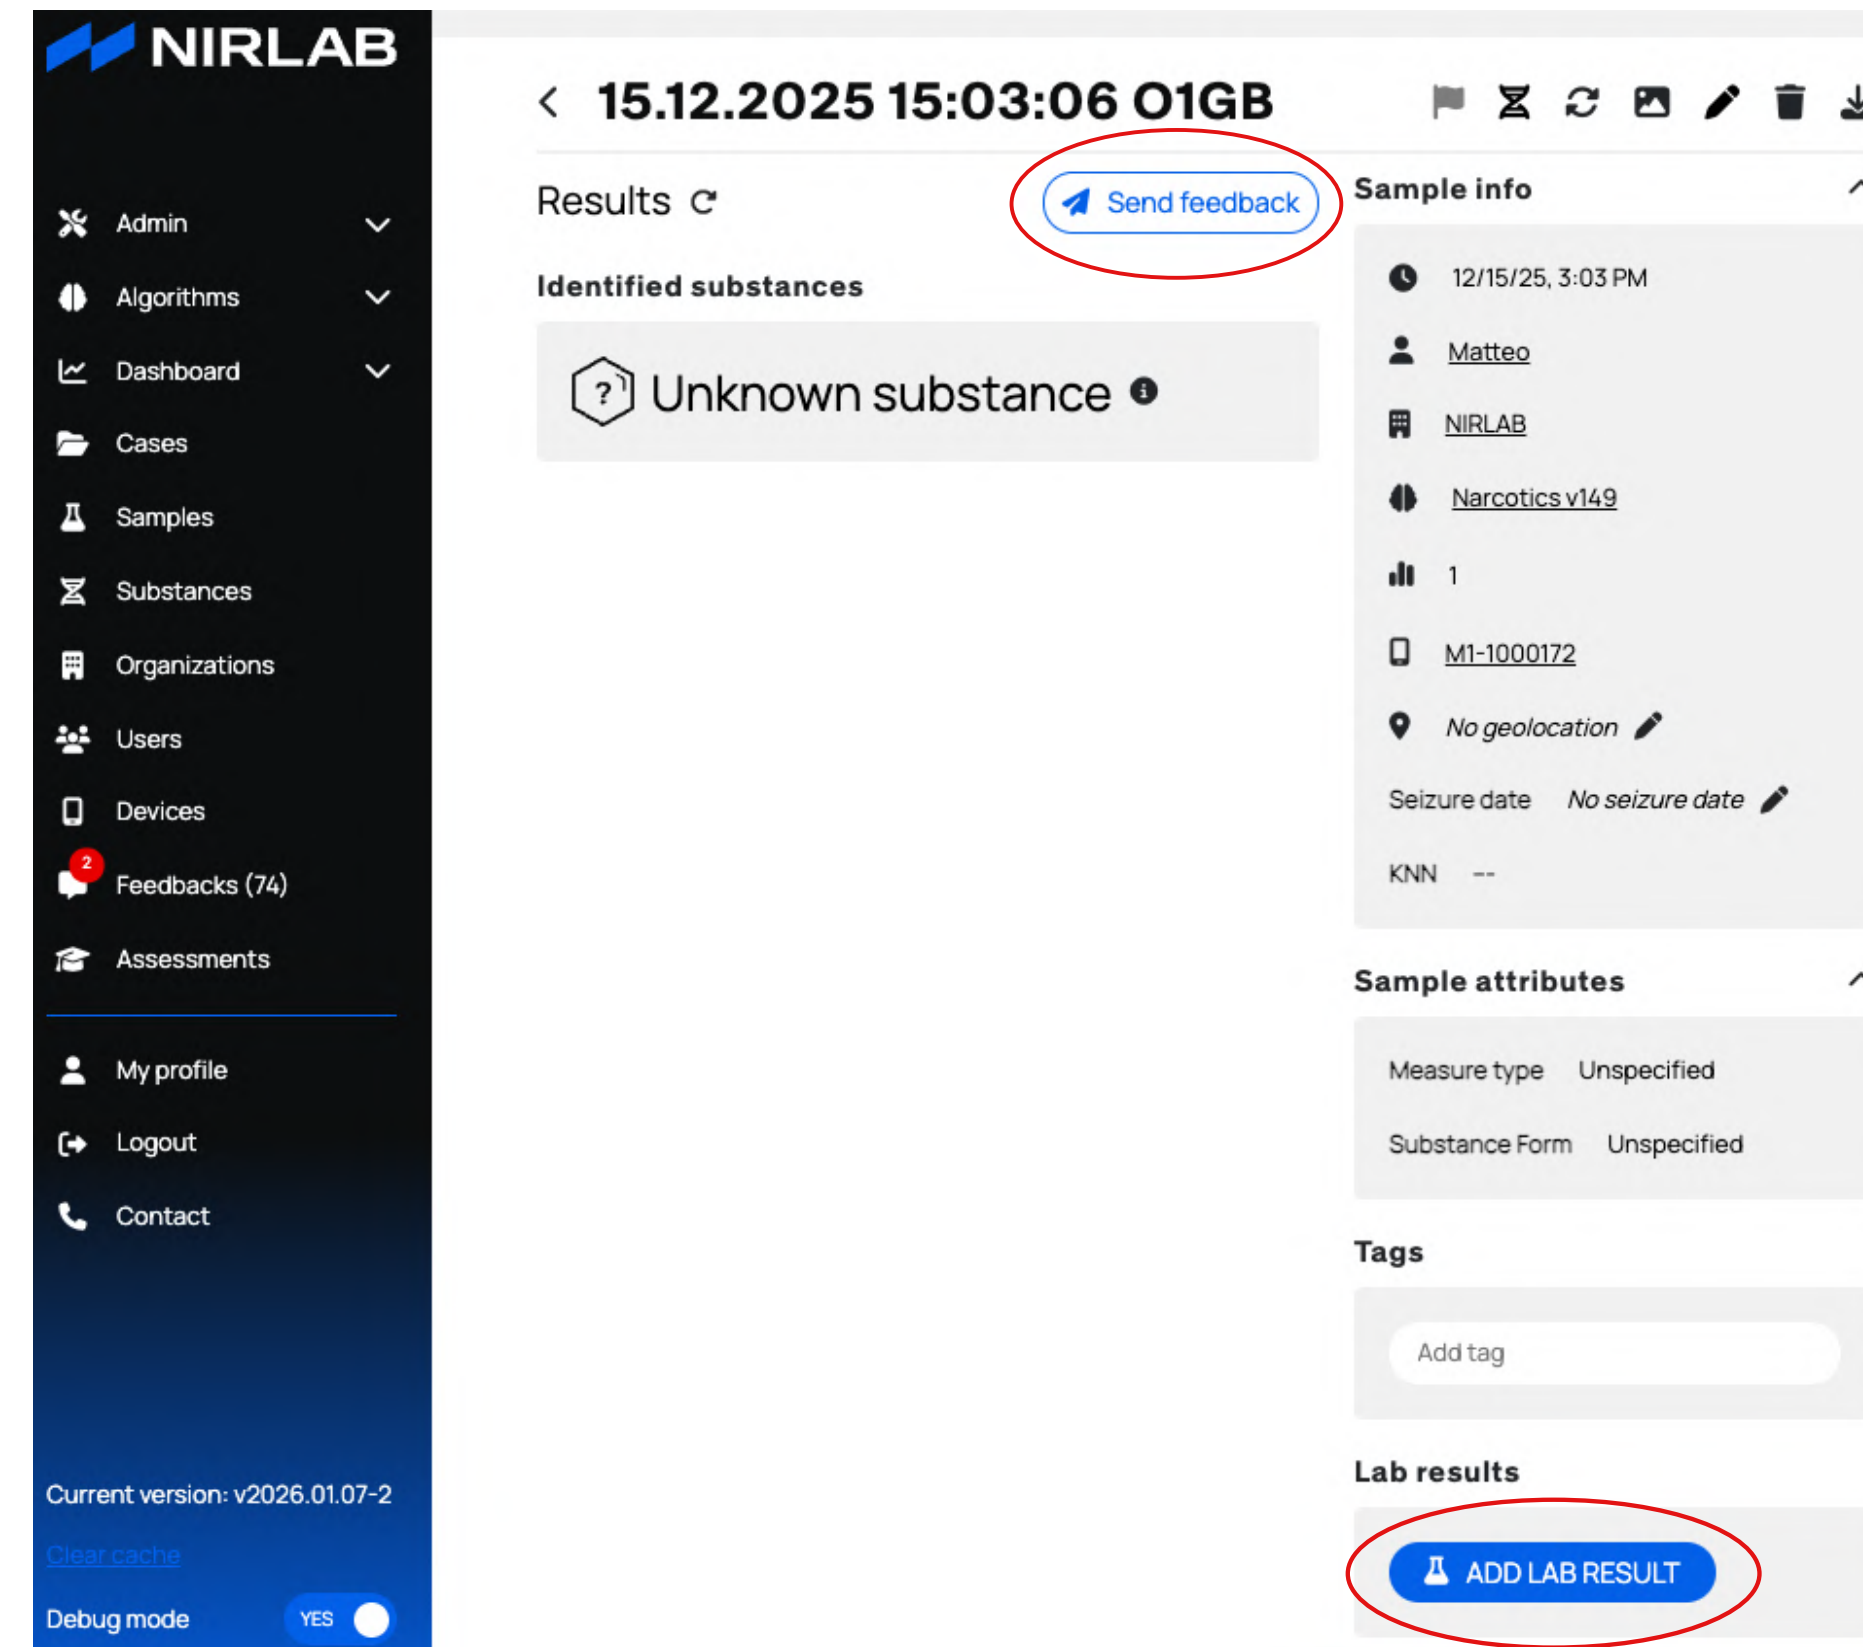 NIRLAB
Admin
Algorithms
Dashboard
Cases
Samples
Substances
Organizations
Users
Devices
2
Feedbacks (74)
Assessments
My profile
Logout
Contact
Current version: v2026.01.07-2
Clear cache
Debug mode YES
15.12.2025 15:03:06 O1GB
Results
Send feedback
Identified substances
? Unknown substance
Sample info
12/15/25, 3:03 PM
Matteo
NIRLAB
Narcotics v149
1
M1-1000172
No geolocation
Seizure date No seizure date
KNN --
Sample attributes
Measure type Unspecified
Substance Form Unspecified
Tags
Add tag
Lab results
ADD LAB RESULT